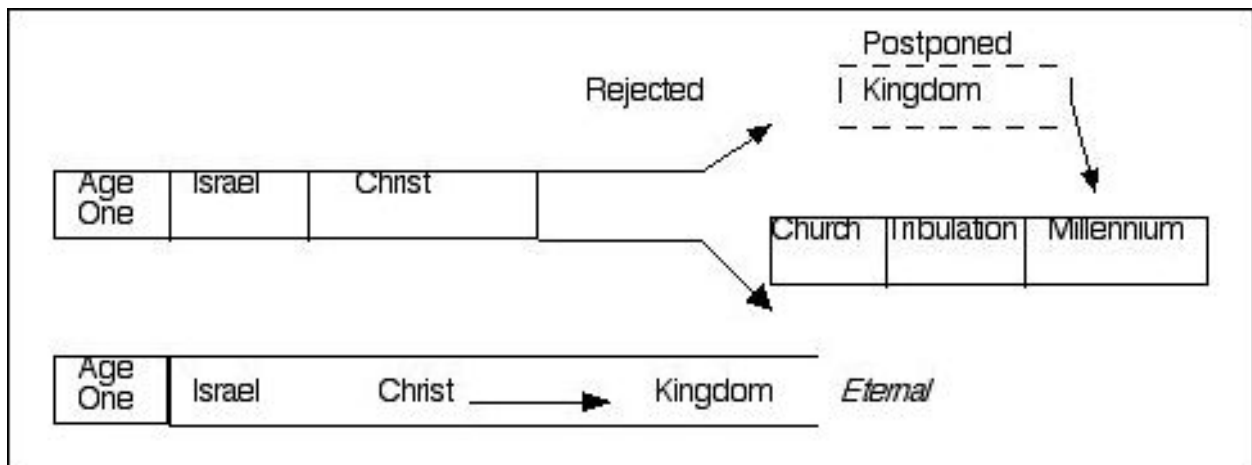 Postponed
Rejected
Kingdom
Age
One
Israel
Christ
Church
Tribulation
Millennium
Age
One
Israel
Christ
Kingdom
Eternal